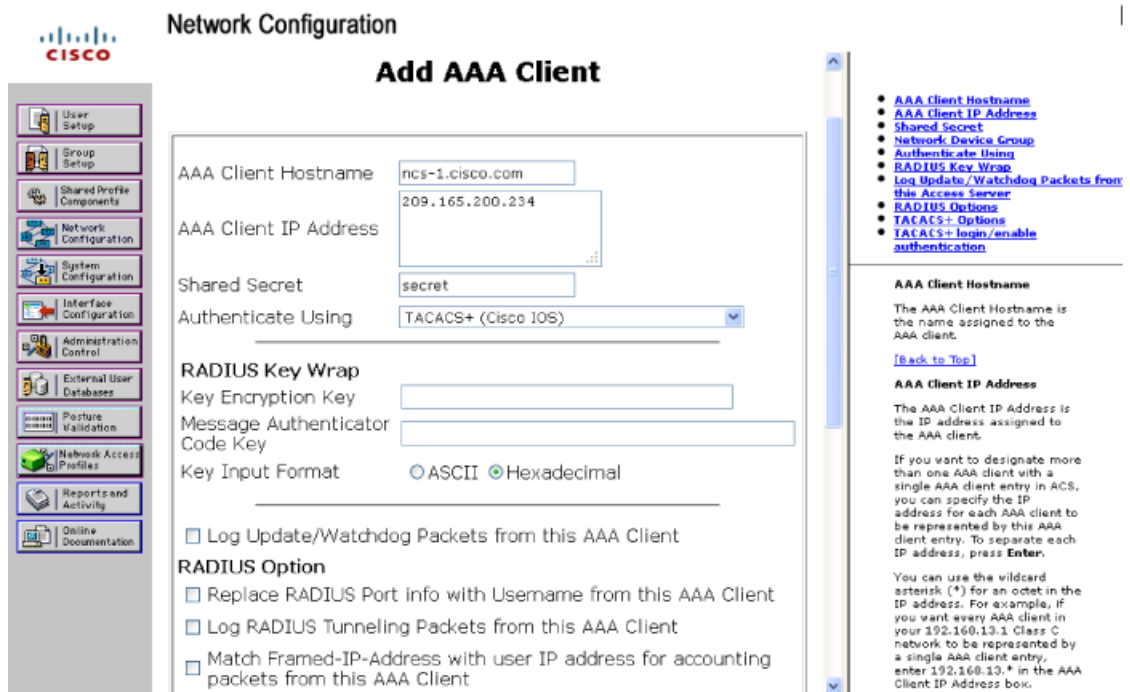 CISCO
Network Configuration
Add AAA Client
User
Setup
Group
Setup
Shared Profile
Components
Network
Configuration
System
Configuration
Interface
Configuration
Administration
Control
External User
Databases
Posture
Validation
Network Access
Profiles
Reports and
Activity
Online
Documentation
AAA Client Hostname
ncs-1.cisco.com
AAA Client IP Address
209.165.200.234
Shared Secret
secret
Authenticate Using
TACACS+ (Cisco IOS)
RADIUS Key Wrap
Key Encryption Key
Message Authenticator
Code Key
Key Input Format
ASCII Hexadecimal
Log Update/Watchdog Packets from this AAA Client
RADIUS Option
Replace RADIUS Port info with Username from this AAA Client
Log RADIUS Tunneling Packets from this AAA Client
Match Framed-IP-Address with user IP address for accounting
packets from this AAA Client
AAA Client Hostname
AAA Client IP Address
Shared Secret
Network Device Group
Authenticate Using
RADIUS Key Wrap
Log Update/Watchdog Packets from
this Access Server
RADIUS Options
TACACS+ Options
TACACS+ login/enable
authentication
AAA Client Hostname
The AAA Client Hostname is
the name assigned to the
AAA client.
[Back to Top]
AAA Client IP Address
The AAA Client IP Address is
the IP address assigned to
the AAA client.
If you want to designate more
than one AAA client with a
single AAA client entry in ACS,
you can specify the IP
address for each AAA client to
be represented by this AAA
client entry. To separate each
IP address, press Enter.
You can use the wildcard
asterisk (*) for an octet in the
IP address. For example, if
you want every AAA client in
your 192.168.13.1 Class C
network to be represented by
a single AAA client entry,
enter 192.168.13.* in the AAA
Client IP Address box.